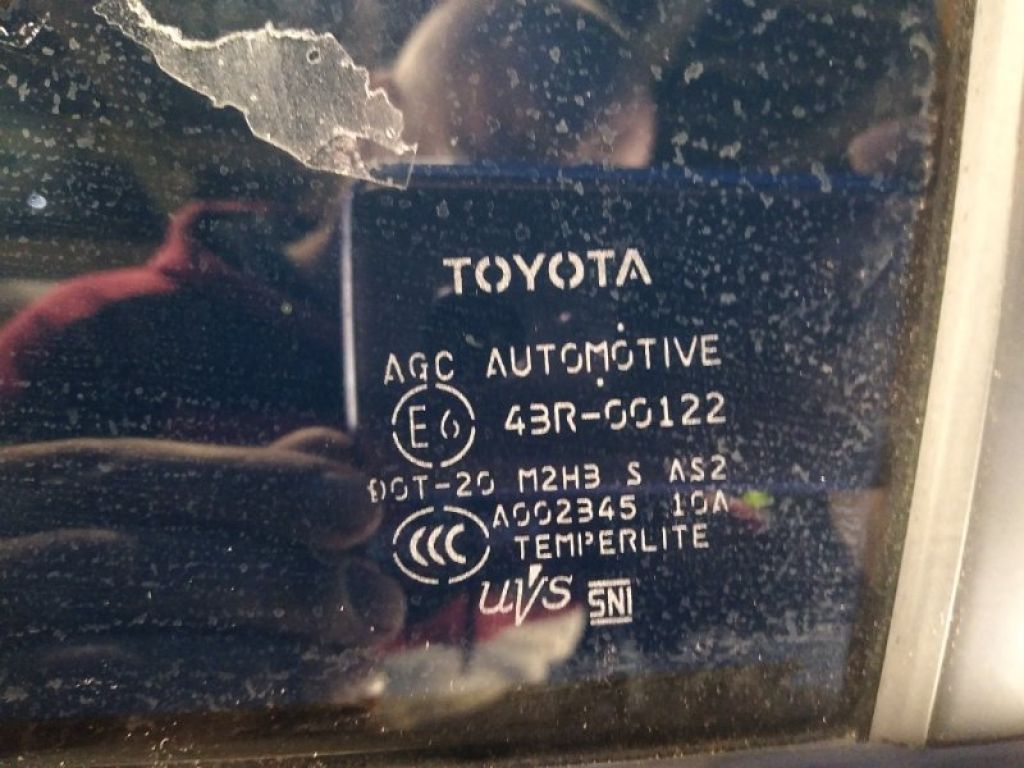 TOYOTA
AGC AUTOMOTIVE
E6 43R-00122
DOT-20 M2H3 S AS2
CCC A002345 10A
TEMPERLITE
UVS SNI